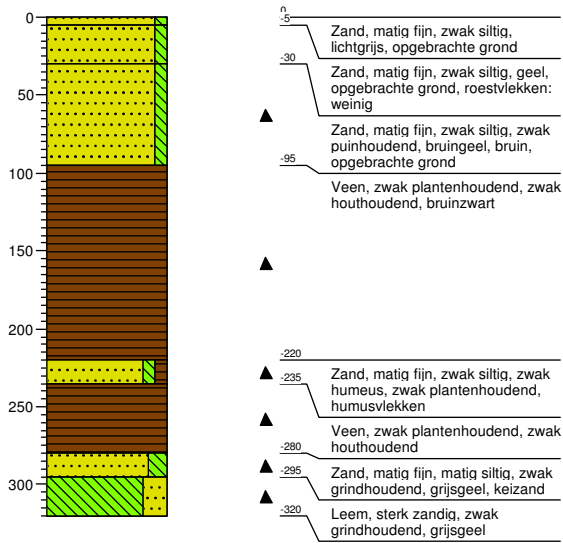 0
50
100
150
200
250
300
0
-5
Zand, matig fijn, zwak siltig,
lichtgrijs, opgebrachte grond
-30
Zand, matig fijn, zwak siltig, geel,
opgebrachte grond, roestvlekken:
weinig
Zand, matig fijn, zwak siltig, zwak
puinhoudend, bruingeel, bruin,
opgebrachte grond
-95
Veen, zwak plantenhoudend, zwak
houthoudend, bruinzwart
-220
Zand, matig fijn, zwak siltig, zwak
humeus, zwak plantenhoudend,
humusvlekken
-235
Veen, zwak plantenhoudend, zwak
houthoudend
-280
Zand, matig fijn, matig siltig, zwak
grindhoudend, grijsgeel, keizand
-295
Leem, sterk zandig, zwak
grindhoudend, grijsgeel
-320